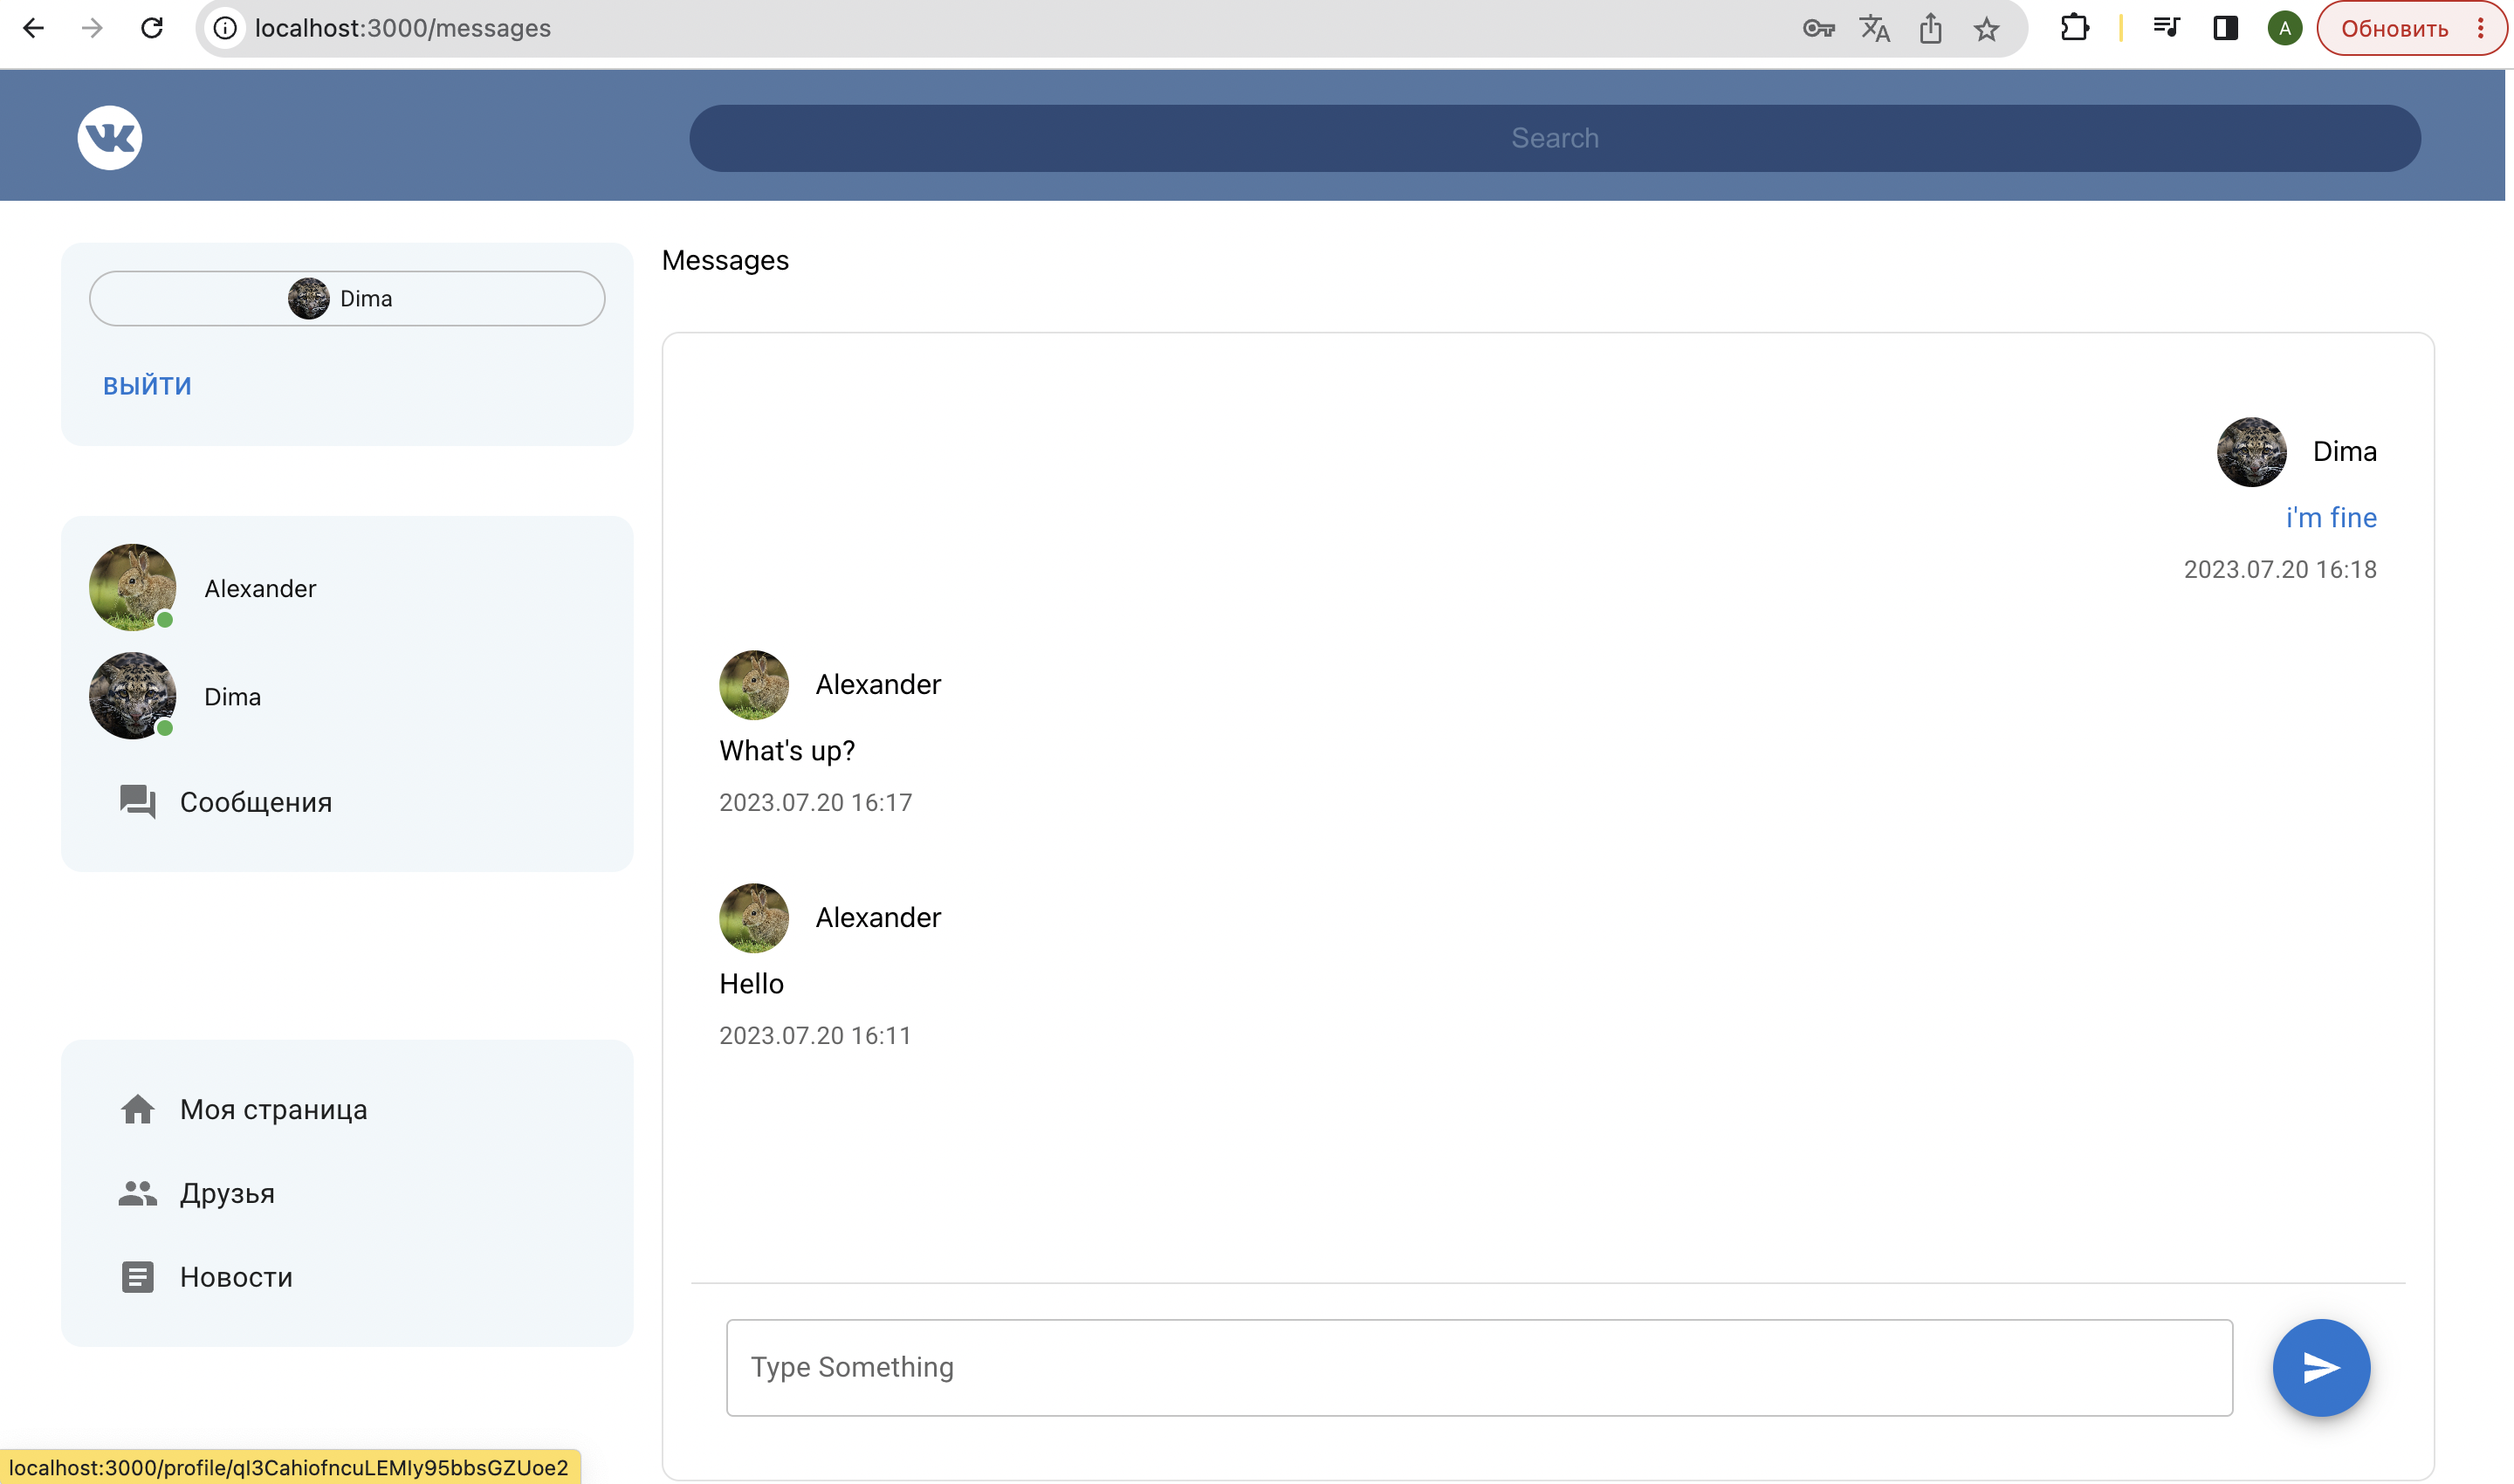 localhost:3000/messages
A
Обновить
Search
Dima
ВЫЙТИ
Alexander
Dima
Сообщения
Моя страница
Друзья
Новости
Messages
Dima
i'm fine
2023.07.20 16:18
Alexander
What's up?
2023.07.20 16:17
Alexander
Hello
2023.07.20 16:11
Type Something
localhost:3000/profile/ql3CahiofncuLEMly95bbsGZUoe2